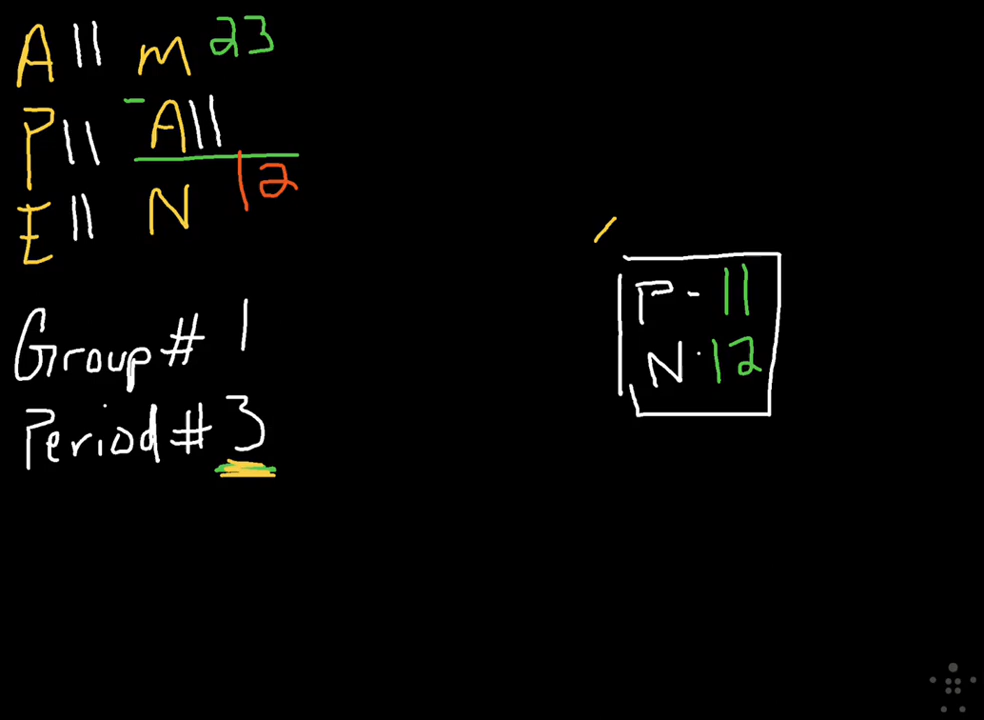 A 11 m 23
P 11 - A 11
E 11 N 12
Group# 1
Period# 3
P - 11
N · 12